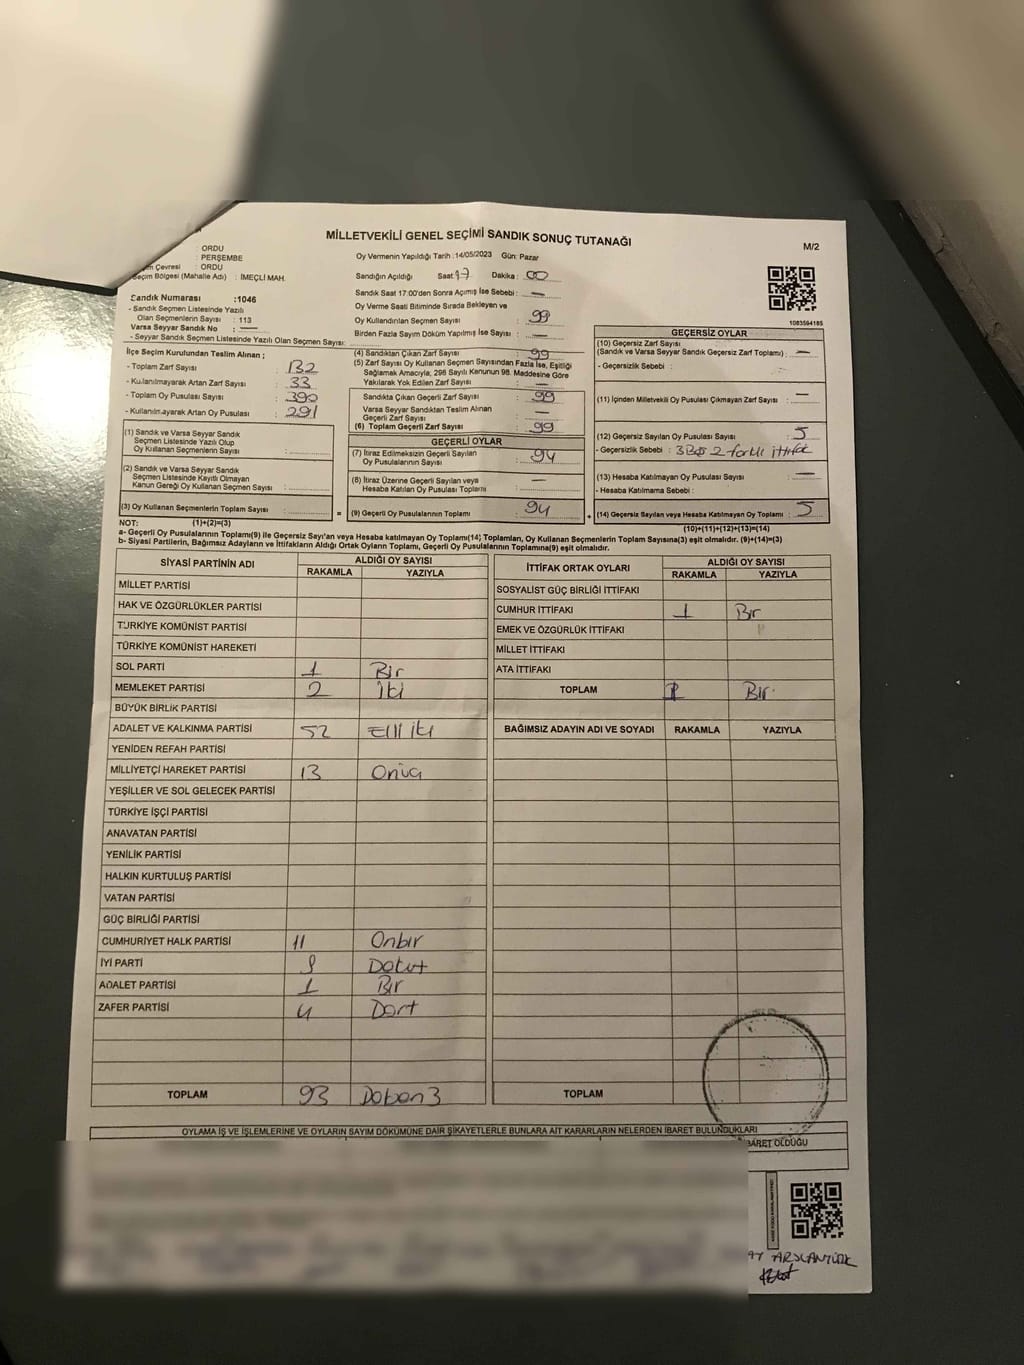 MİLLETVEKİLİ GENEL SEÇİMİ SANDIK SONUÇ TUTANAĞI
M/2
: ORDU
: PERŞEMBE
Çevresi : ORDU
Seçim Bölgesi (Mahalle Adı) : İMEÇLİ MAH.
Oy Vermenin Yapıldığı Tarih : 14/05/2023 Gün: Pazar
Sandığın Açıldığı Saat : 17 Dakika : 00
Sandık Saat 17:00'den Sonra Açımış İse Sebebi : —
Oy Verme Saati Bitiminde Sırada Bekleyen ve
Oy Kullandırılan Seçmen Sayısı : 99
Birden Fazla Sayım Döküm Yapılmış İse Sayısı : —
Sandık Numarası :1046
- Sandık Seçmen Listesinde Yazılı
Olan Seçmenlerin Sayısı : 113
Varsa Seyyar Sandık No : —
- Seyyar Sandık Seçmen Listesinde Yazılı Olan Seçmen Sayısı:
İlçe Seçim Kurulundan Teslim Alınan ;
- Toplam Zarf Sayısı : 132
- Kullanılmayarak Artan Zarf Sayısı : 33
- Toplam Oy Pusulası Sayısı : 390
- Kullanılmayarak Artan Oy Pusulası : 291
(1) Sandık ve Varsa Seyyar Sandık
Seçmen Listesinde Yazılı Olup
Oy Kullanan Seçmenlerin Sayısı :
(2) Sandık ve Varsa Seyyar Sandık
Seçmen Listesinde Kayıtlı Olmayan
Kanun Gereği Oy Kullanan Seçmen Sayısı :
(3) Oy Kullanan Seçmenlerin Toplam Sayısı :
(4) Sandıktan Çıkan Zarf Sayısı : 99
(5) Zarf Sayısı Oy Kullanan Seçmen Sayısından Fazla İse, Eşitliği
Sağlamak Amacıyla, 298 Sayılı Kanunun 98. Maddesine Göre
Yakılarak Yok Edilen Zarf Sayısı : —
Sandıkta Çıkan Geçerli Zarf Sayısı : 99
Varsa Seyyar Sandıktan Teslim Alınan
Geçerli Zarf Sayısı : —
(6) Toplam Geçerli Zarf Sayısı : 99
GEÇERLİ OYLAR
(7) İtiraz Edilmeksizin Geçerli Sayılan
Oy Pusulalarının Sayısı : 94
(8) İtiraz Üzerine Geçerli Sayılan veya
Hesaba Katılan Oy Pusulası Toplamı : —
= (9) Geçerli Oy Pusulalarının Toplamı : 94
1083594185
GEÇERSİZ OYLAR
(10) Geçersiz Zarf Sayısı
(Sandık ve Varsa Seyyar Sandık Geçersiz Zarf Toplamı) : —
- Geçersizlik Sebebi :
(11) İçinden Milletvekili Oy Pusulası Çıkmayan Zarf Sayısı : —
(12) Geçersiz Sayılan Oy Pusulası Sayısı : 5
- Geçersizlik Sebebi : 3 Boş 2 farklı ittifak
(13) Hesaba Katılmayan Oy Pusulası Sayısı : —
- Hesaba Katılmama Sebebi :
+ (14) Geçersiz Sayılan veya Hesaba Katılmayan Oy Toplamı : 5
NOT: (1)+(2)=(3)
(10)+(11)+(12)+(13)=(14)
a- Geçerli Oy Pusulalarının Toplamı(9) ile Geçersiz Sayılan veya Hesaba katılmayan Oy Toplamı(14) Toplamları, Oy Kullanan Seçmenlerin Toplam Sayısına(3) eşit olmalıdır. (9)+(14)=(3)
b- Siyasi Partilerin, Bağımsız Adayların ve İttifakların Aldığı Ortak Oyların Toplamı, Geçerli Oy Pusulalarının Toplamına(9) eşit olmalıdır.
SİYASİ PARTİNİN ADI ALDIĞI OY SAYISI
RAKAMLA YAZIYLA
MİLLET PARTİSİ
HAK VE ÖZGÜRLÜKLER PARTİSİ
TÜRKİYE KOMÜNİST PARTİSİ
TÜRKİYE KOMÜNİST HAREKETİ
SOL PARTİ 1 Bir
MEMLEKET PARTİSİ 2 İki
BÜYÜK BİRLİK PARTİSİ
ADALET VE KALKINMA PARTİSİ 52 Elli iki
YENİDEN REFAH PARTİSİ
MİLLİYETÇİ HAREKET PARTİSİ 13 Onüç
YEŞİLLER VE SOL GELECEK PARTİSİ
TÜRKİYE İŞÇİ PARTİSİ
ANAVATAN PARTİSİ
YENİLİK PARTİSİ
HALKIN KURTULUŞ PARTİSİ
VATAN PARTİSİ
GÜÇ BİRLİĞİ PARTİSİ
CUMHURİYET HALK PARTİSİ 11 Onbir
İYİ PARTİ 9 Dokuz
ADALET PARTİSİ 1 Bir
ZAFER PARTİSİ 4 Dört
TOPLAM 93 Doksan 3
İTTİFAK ORTAK OYLARI ALDIĞI OY SAYISI
RAKAMLA YAZIYLA
SOSYALİST GÜÇ BİRLİĞİ İTTİFAKI
CUMHUR İTTİFAKI 1 Bir
EMEK VE ÖZGÜRLÜK İTTİFAKI
MİLLET İTTİFAKI
ATA İTTİFAKI
TOPLAM 1 Bir
BAĞIMSIZ ADAYIN ADI VE SOYADI RAKAMLA YAZIYLA
TOPLAM
OYLAMA İŞ VE İŞLEMLERİNE VE OYLARIN SAYIM DÖKÜMÜNE DAİR ŞİKAYETLERLE BUNLARA AİT KARARLARIN NELERDEN İBARET BULUNDUKLARI
İBARET OLDUĞU
ARSLANTÜRK